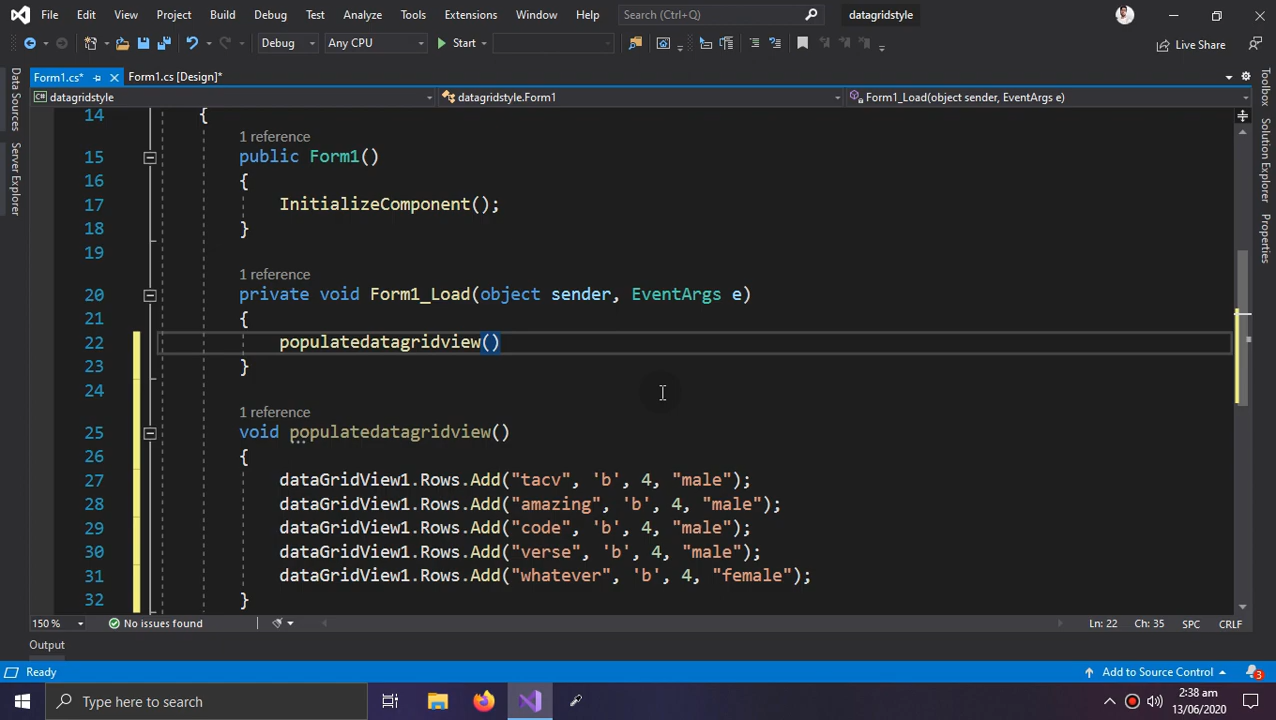 File Edit View Project Build Debug Test Analyze Tools Extensions Window Help Search (Ctrl+Q) datagridstyle
Debug Any CPU Start Live Share
Form1.cs* Form1.cs [Design]*
datagridstyle datagridstyle.Form1 Form1_Load(object sender, EventArgs e)
Data Sources
Server Explorer
Toolbox
Solution Explorer
Properties
14 {
1 reference
15 public Form1()
16 {
17 InitializeComponent();
18 }
19
1 reference
20 private void Form1_Load(object sender, EventArgs e)
21 {
22 populatedatagridview()
23 }
24
1 reference
25 void populatedatagridview()
26 {
27 dataGridView1.Rows.Add("tacv", 'b', 4, "male");
28 dataGridView1.Rows.Add("amazing", 'b', 4, "male");
29 dataGridView1.Rows.Add("code", 'b', 4, "male");
30 dataGridView1.Rows.Add("verse", 'b', 4, "male");
31 dataGridView1.Rows.Add("whatever", 'b', 4, "female");
32 }
150 % No issues found Ln: 22 Ch: 35 SPC CRLF
Output
Ready Add to Source Control 3
Type here to search 2:38 am
13/06/2020